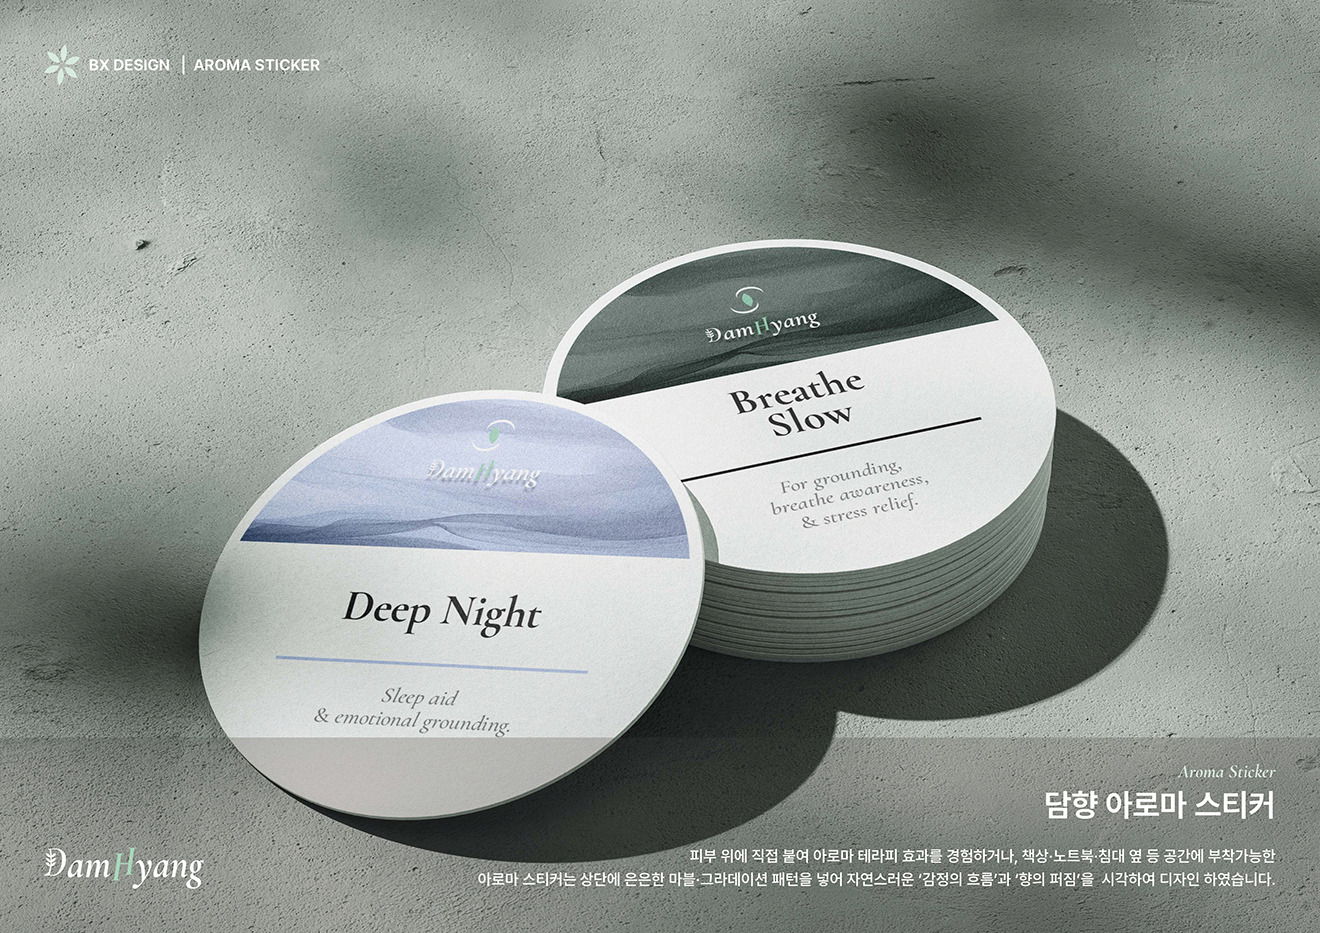 BX DESIGN | AROMA STICKER
DamHyang
Breathe
Slow
For grounding,
breathe awareness,
& stress relief.
DamHyang
Deep Night
Sleep aid
& emotional grounding.
Aroma Sticker
담향 아로마 스티커
피부 위에 직접 붙여 아로마 테라피 효과를 경험하거나, 책상·노트북·침대 옆 등 공간에 부착가능한
아로마 스티커는 상단에 은은한 마블·그라데이션 패턴을 넣어 자연스러운 ‘감정의 흐름’과 ‘향의 퍼짐’을 시각하여 디자인 하였습니다.
DamHyang